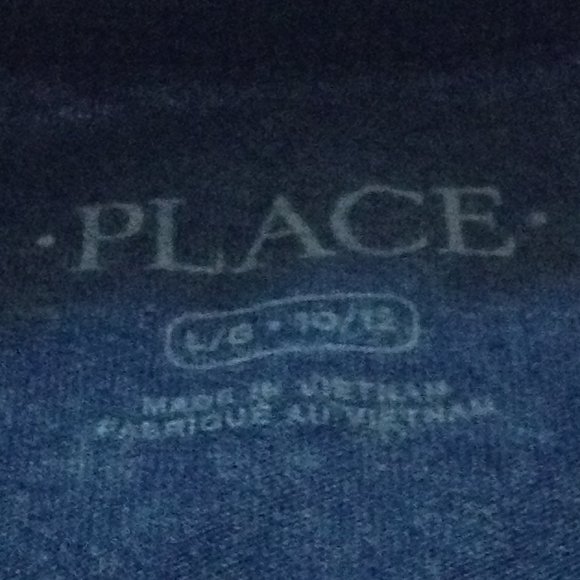 ·PLACE·
L/G • 10/12
MADE IN VIETNAM
FABRIQUÉ AU VIETNAM